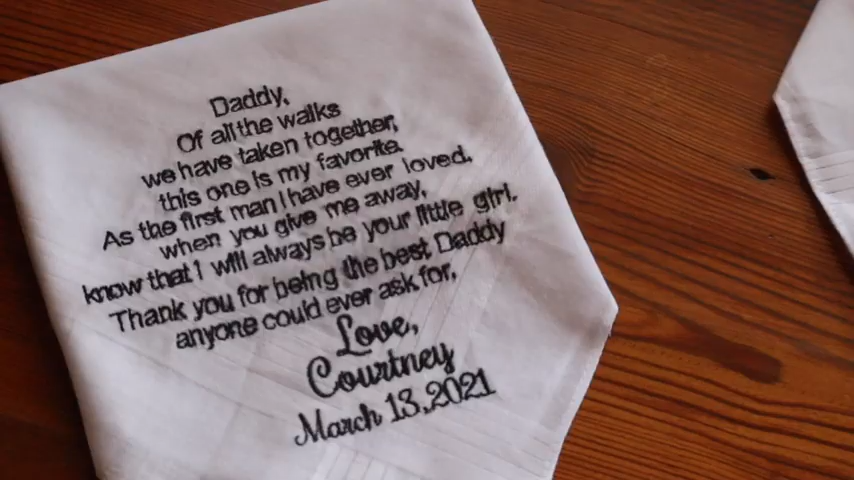 Daddy,
Of all the walks
we have taken together,
this one is my favorite.
As the first man I have ever loved,
when you give me away,
know that I will always be your little girl.
Thank you for being the best Daddy
anyone could ever ask for,
Love,
Courtney
March 13, 2021